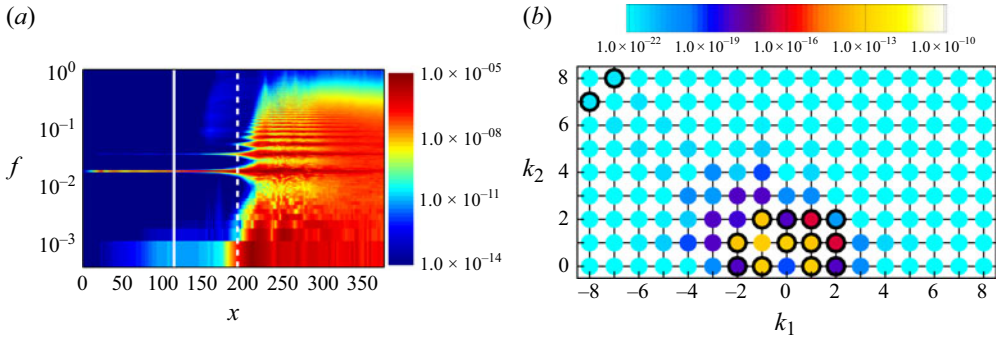 (a)
(b)
1.0 × 10⁻²² 1.0 × 10⁻¹⁹ 1.0 × 10⁻¹⁶ 1.0 × 10⁻¹³ 1.0 × 10⁻¹⁰
10⁰
10⁻¹
10⁻²
10⁻³
f
0 50 100 150 200 250 300 350
x
1.0 × 10⁻⁰⁵
1.0 × 10⁻⁰⁸
1.0 × 10⁻¹¹
1.0 × 10⁻¹⁴
8
6
4
2
0
k₂
–8 –6 –4 –2 0 2 4 6 8
k₁